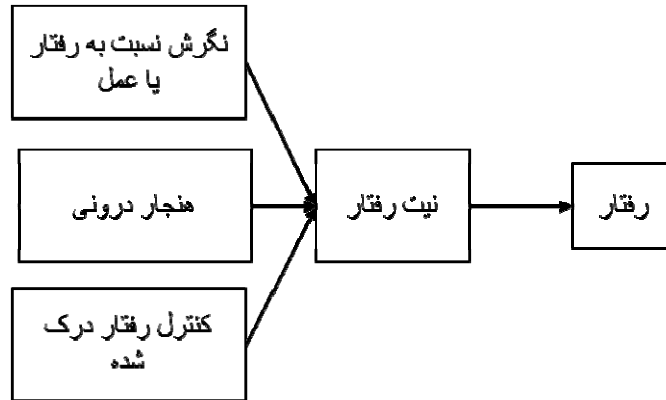 نگرش نسبت به رفتار
یا عمل
هنجار درونی
نیت رفتار
رفتار
کنترل رفتار درک
شده